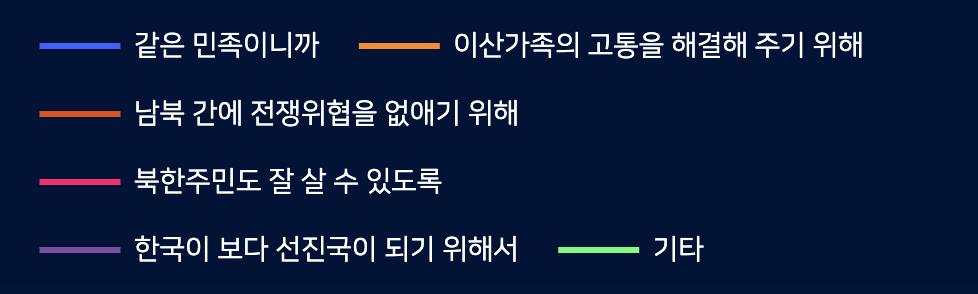 같은 민족이니까 이산가족의 고통을 해결해 주기 위해
남북 간에 전쟁위협을 없애기 위해
북한주민도 잘 살 수 있도록
한국이 보다 선진국이 되기 위해서 기타